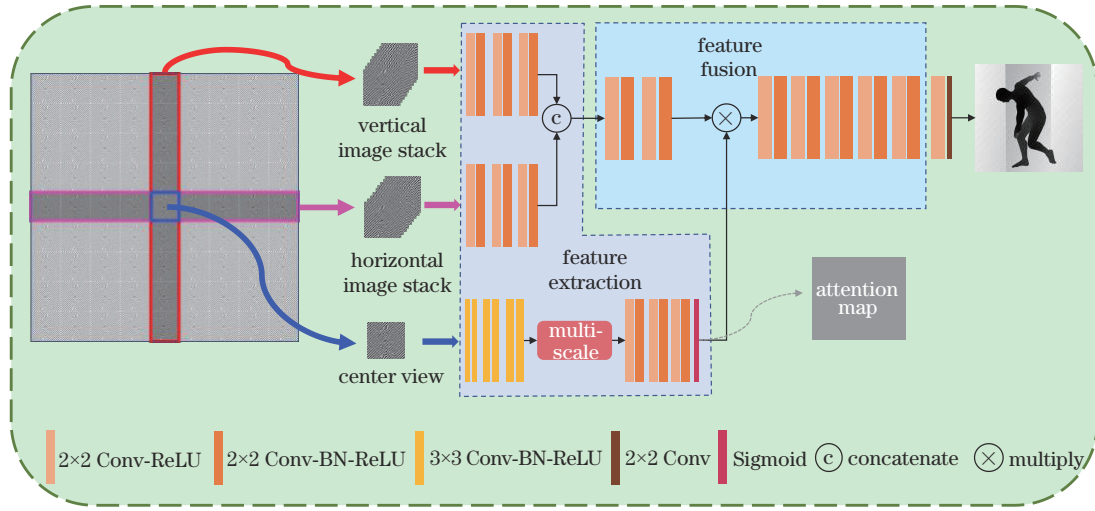 vertical
image stack
horizontal
image stack
center view
c
feature
extraction
multi-
scale
feature
fusion
×
attention
map
2×2 Conv-ReLU
2×2 Conv-BN-ReLU
3×3 Conv-BN-ReLU
2×2 Conv
Sigmoid
c concatenate
× multiply